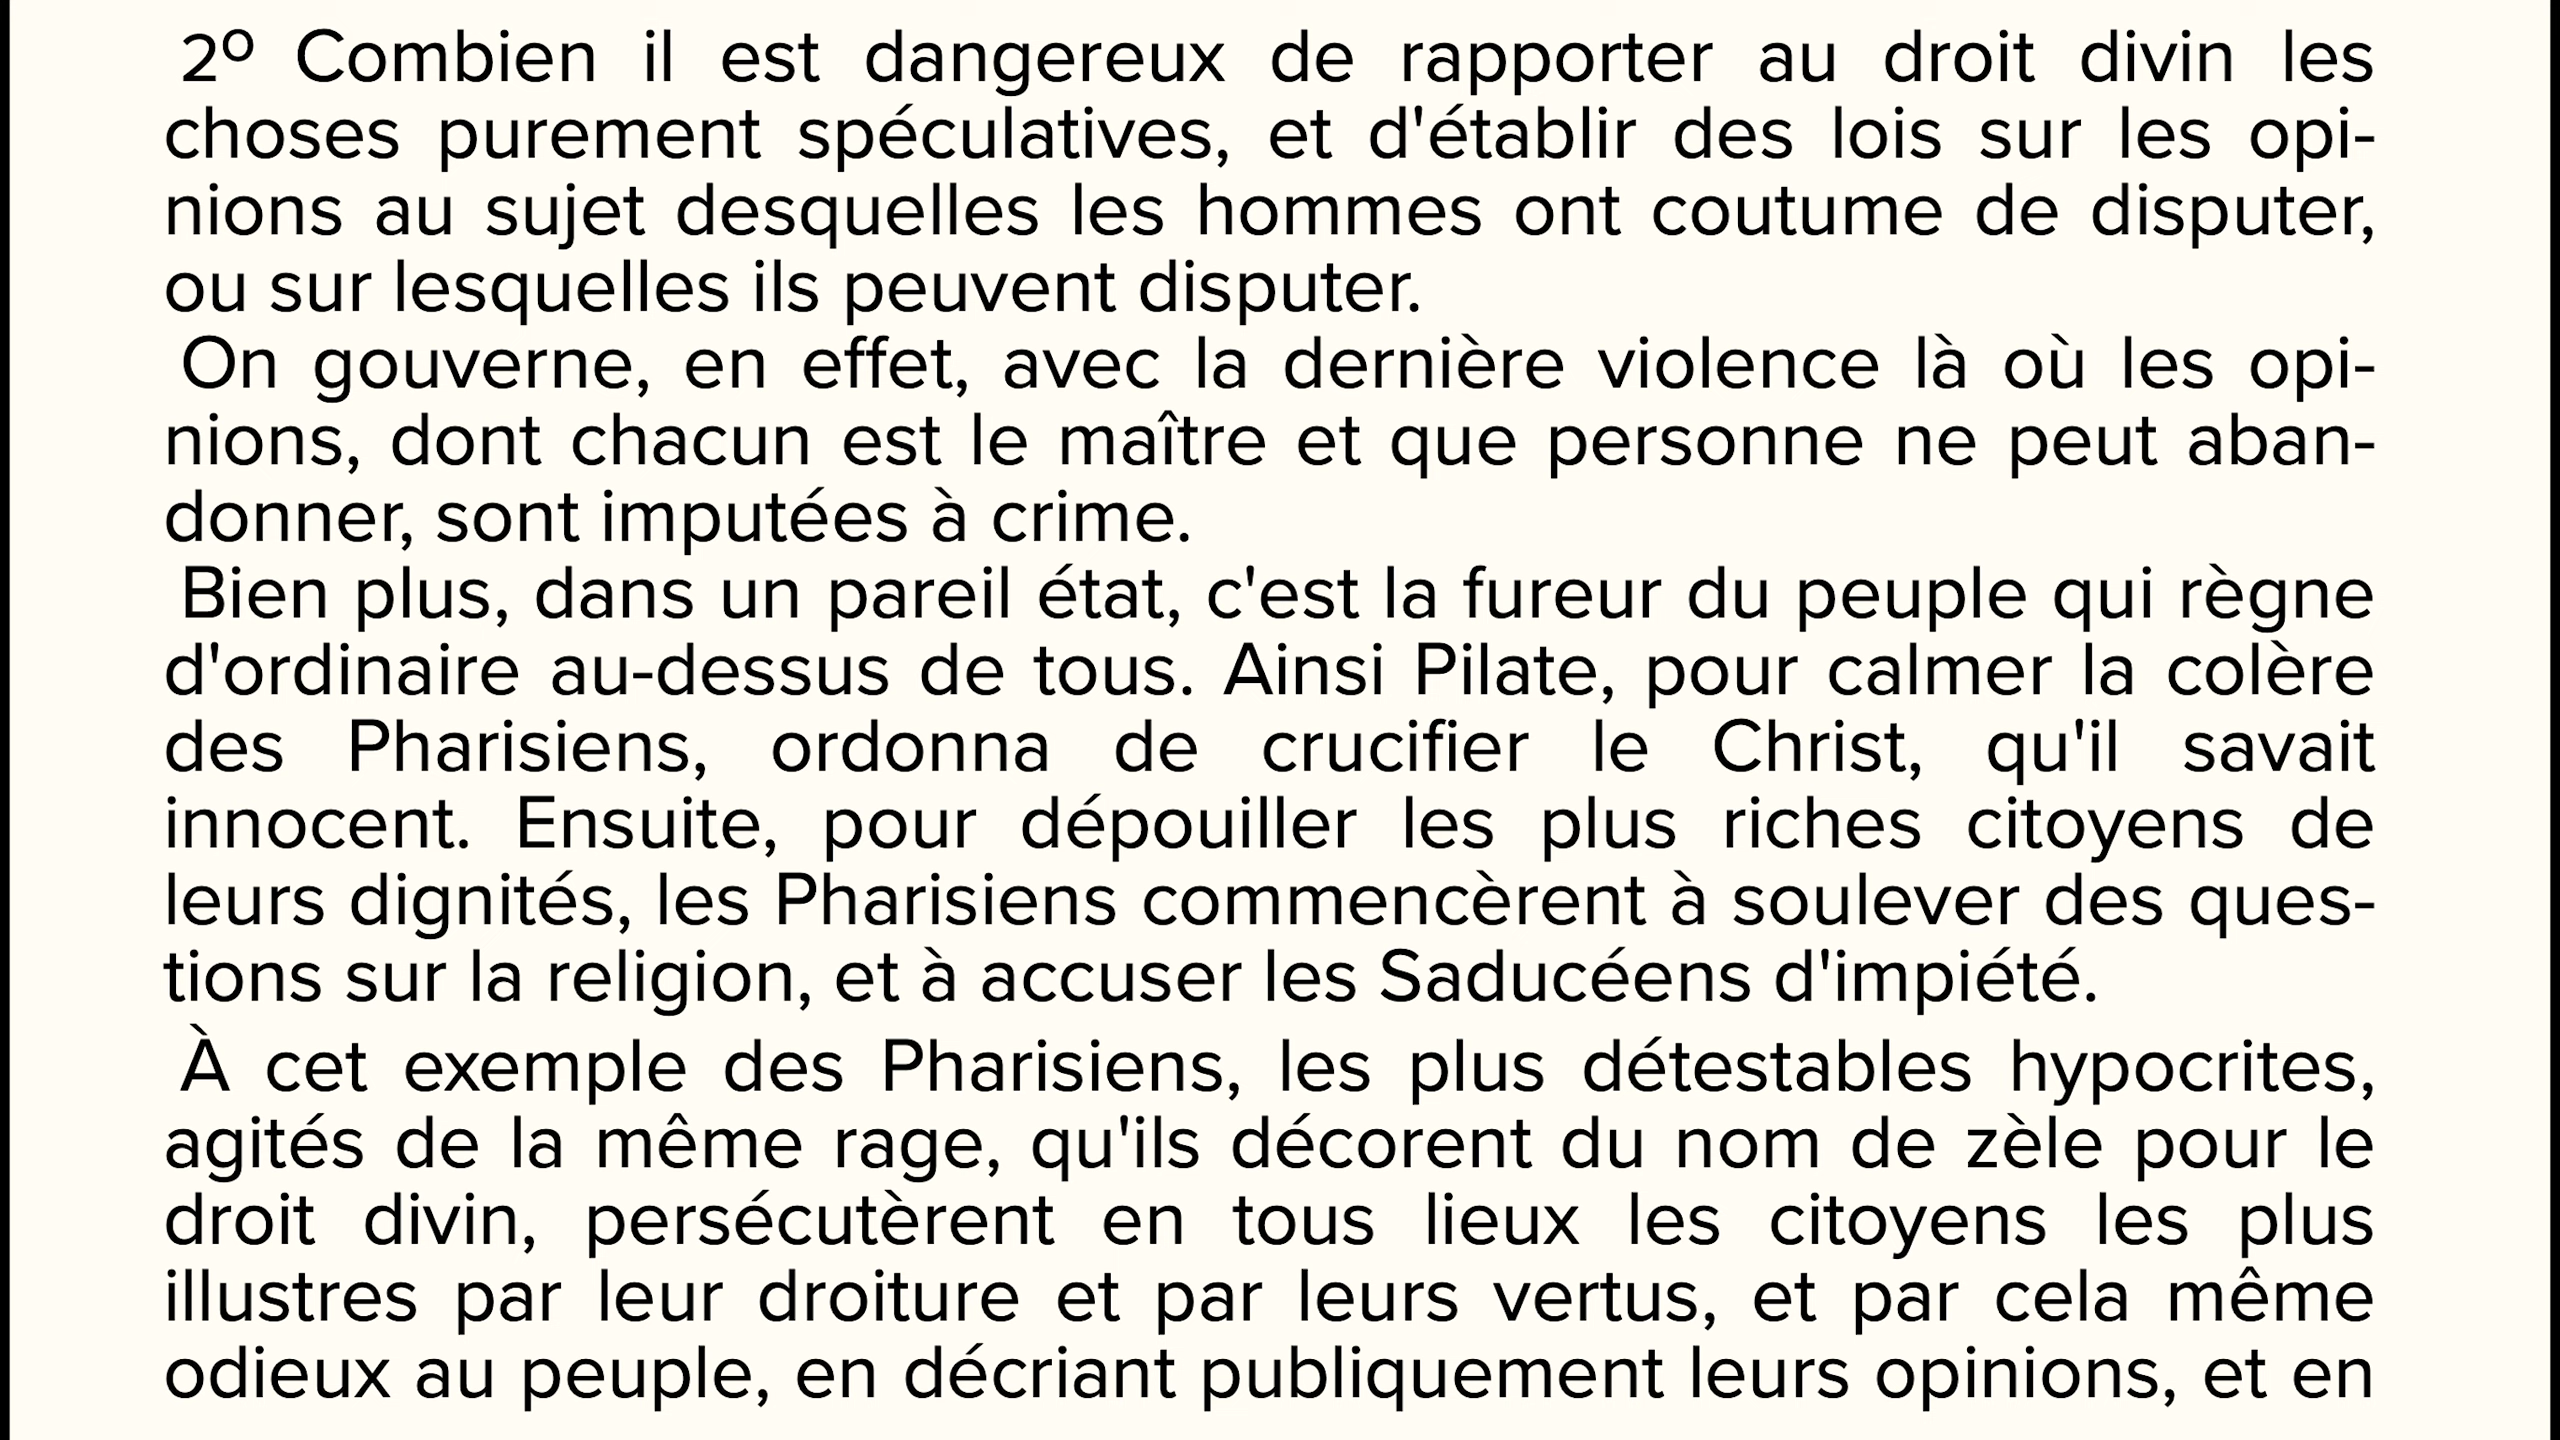 2º Combien il est dangereux de rapporter au droit divin les
choses purement spéculatives, et d'établir des lois sur les opi-
nions au sujet desquelles les hommes ont coutume de disputer,
ou sur lesquelles ils peuvent disputer.
On gouverne, en effet, avec la dernière violence là où les opi-
nions, dont chacun est le maître et que personne ne peut aban-
donner, sont imputées à crime.
Bien plus, dans un pareil état, c'est la fureur du peuple qui règne
d'ordinaire au-dessus de tous. Ainsi Pilate, pour calmer la colère
des Pharisiens, ordonna de crucifier le Christ, qu'il savait
innocent. Ensuite, pour dépouiller les plus riches citoyens de
leurs dignités, les Pharisiens commencèrent à soulever des ques-
tions sur la religion, et à accuser les Saducéens d'impiété.
À cet exemple des Pharisiens, les plus détestables hypocrites,
agités de la même rage, qu'ils décorent du nom de zèle pour le
droit divin, persécutèrent en tous lieux les citoyens les plus
illustres par leur droiture et par leurs vertus, et par cela même
odieux au peuple, en décriant publiquement leurs opinions, et en